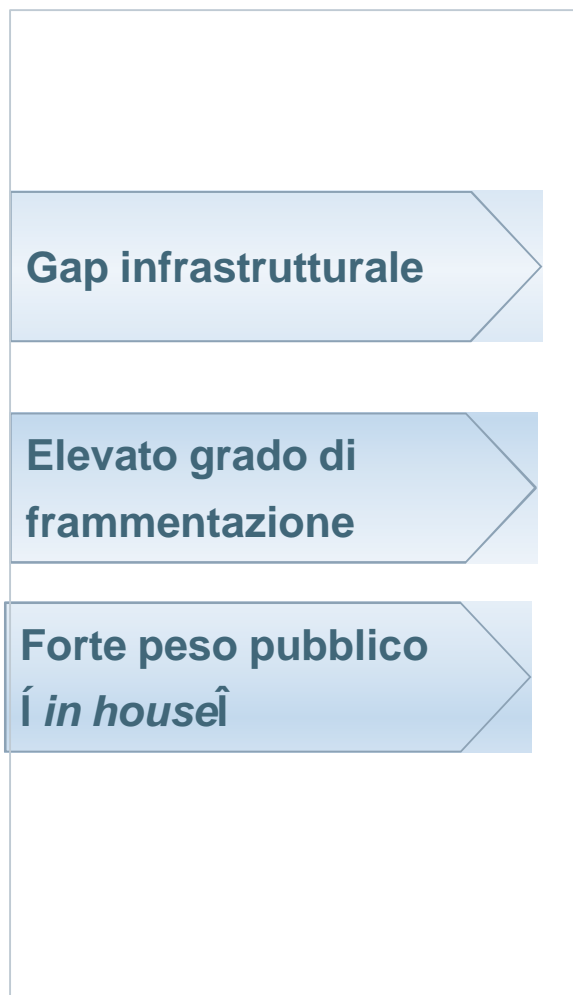 Gap infrastrutturale
Elevato grado di
frammentazione
Forte peso pubblico
Í in houseÎ